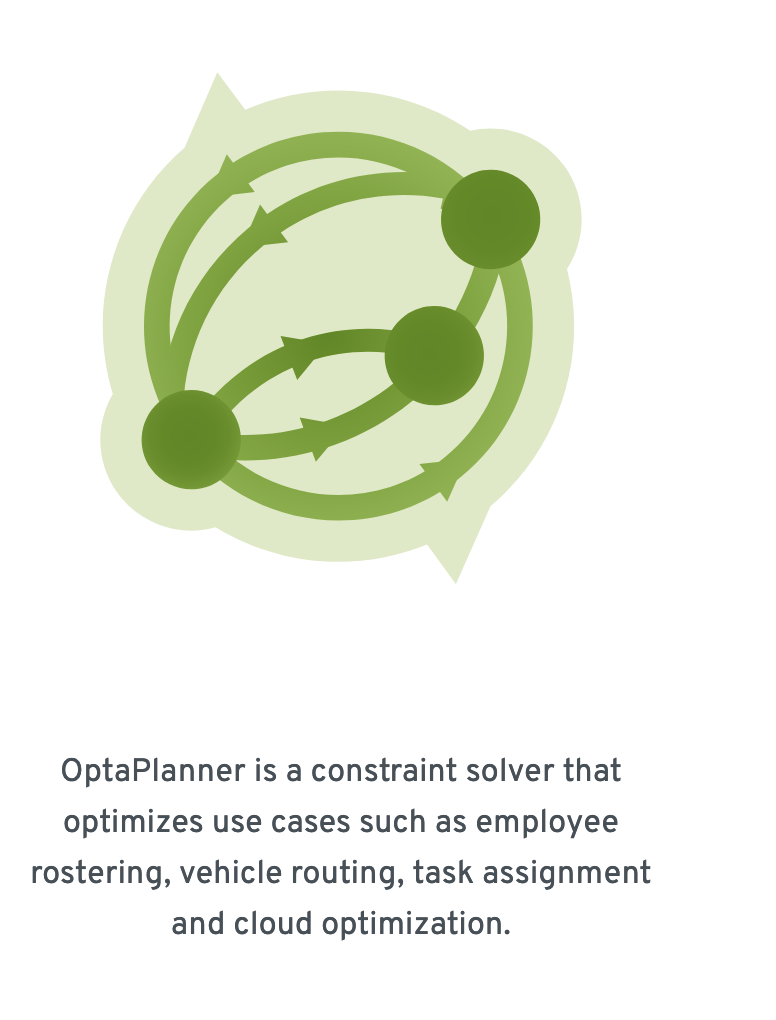 OptaPlanner is a constraint solver that
optimizes use cases such as employee
rostering, vehicle routing, task assignment
and cloud optimization.